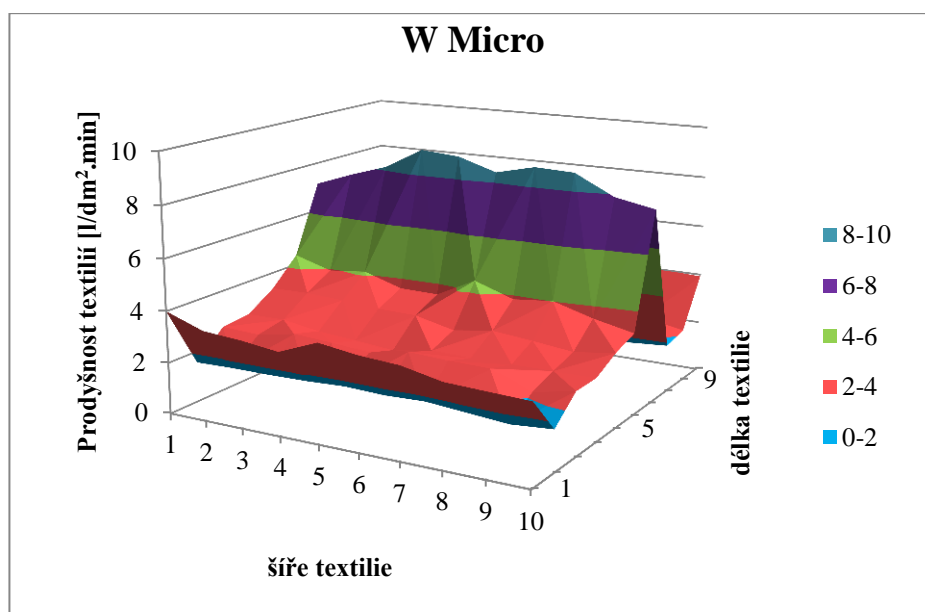 W Micro
Prodyšnost textilií [l/dm².min]
10
8
6
4
2
0
1 2 3 4 5 6 7 8 9 10
šíře textilie
1
5
9
délka textilie
8-10
6-8
4-6
2-4
0-2